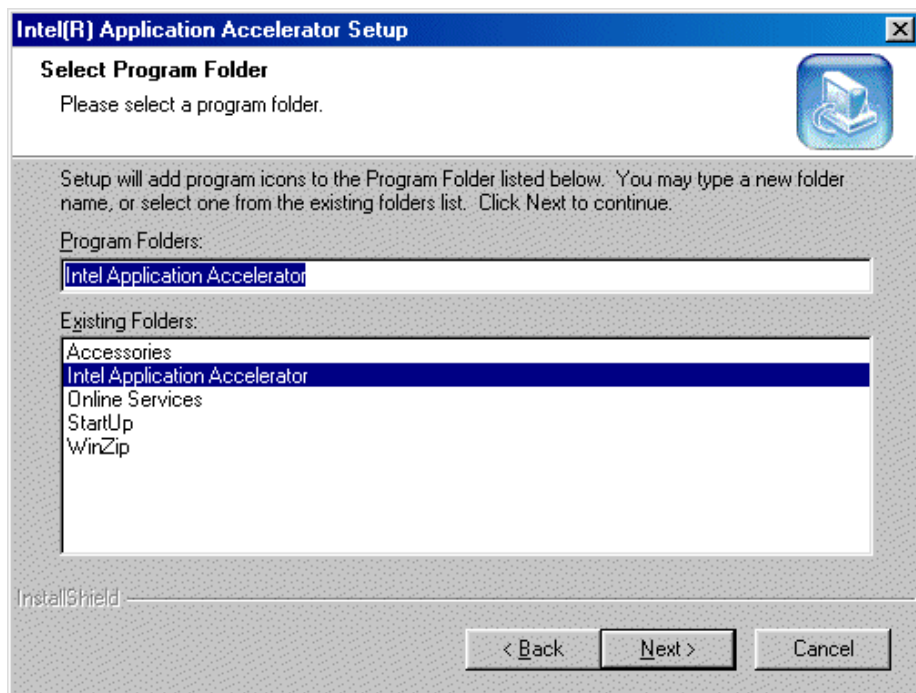 Intel(R) Application Accelerator Setup
Select Program Folder
Please select a program folder.
Setup will add program icons to the Program Folder listed below.  You may type a new folder
name, or select one from the existing folders list.  Click Next to continue.
Program Folders:
Intel Application Accelerator
Existing Folders:
Accessories
Intel Application Accelerator
Online Services
StartUp
WinZip
InstallShield
< Back
Next >
Cancel